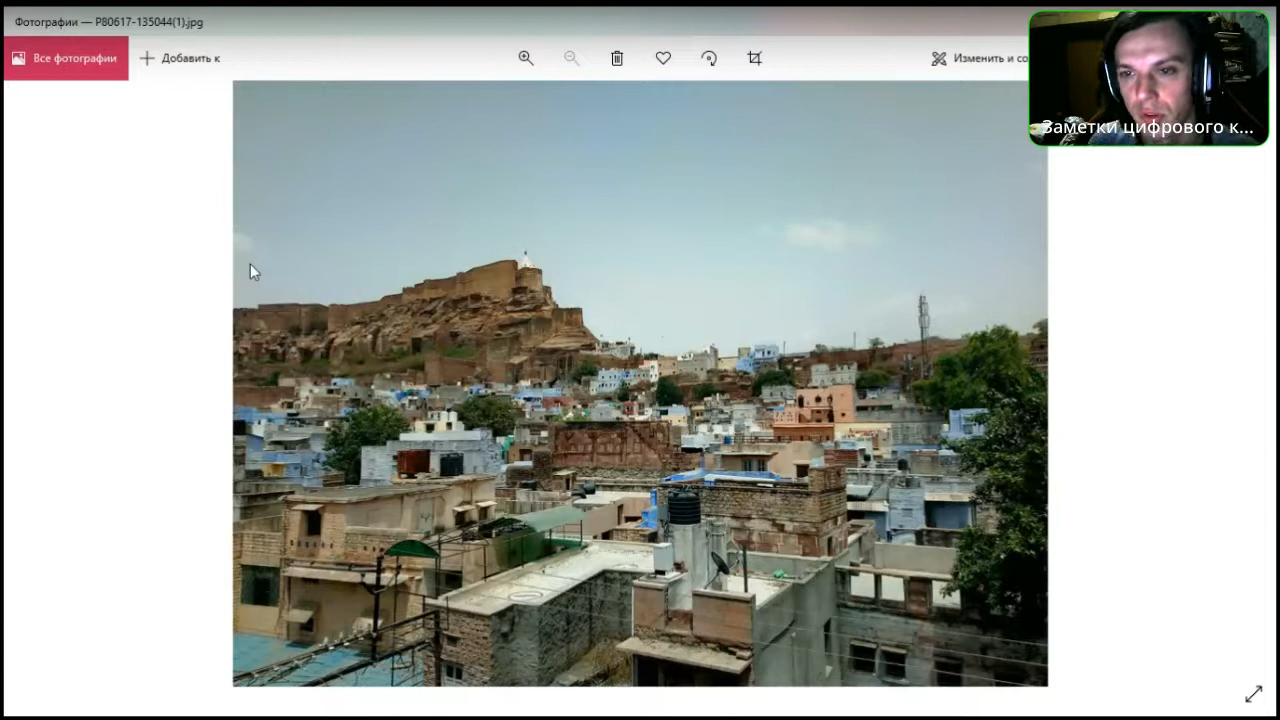 Фотографии — P80617-135044(1).jpg
Все фотографии
Добавить к
Изменить и со
Заметки цифрового к...